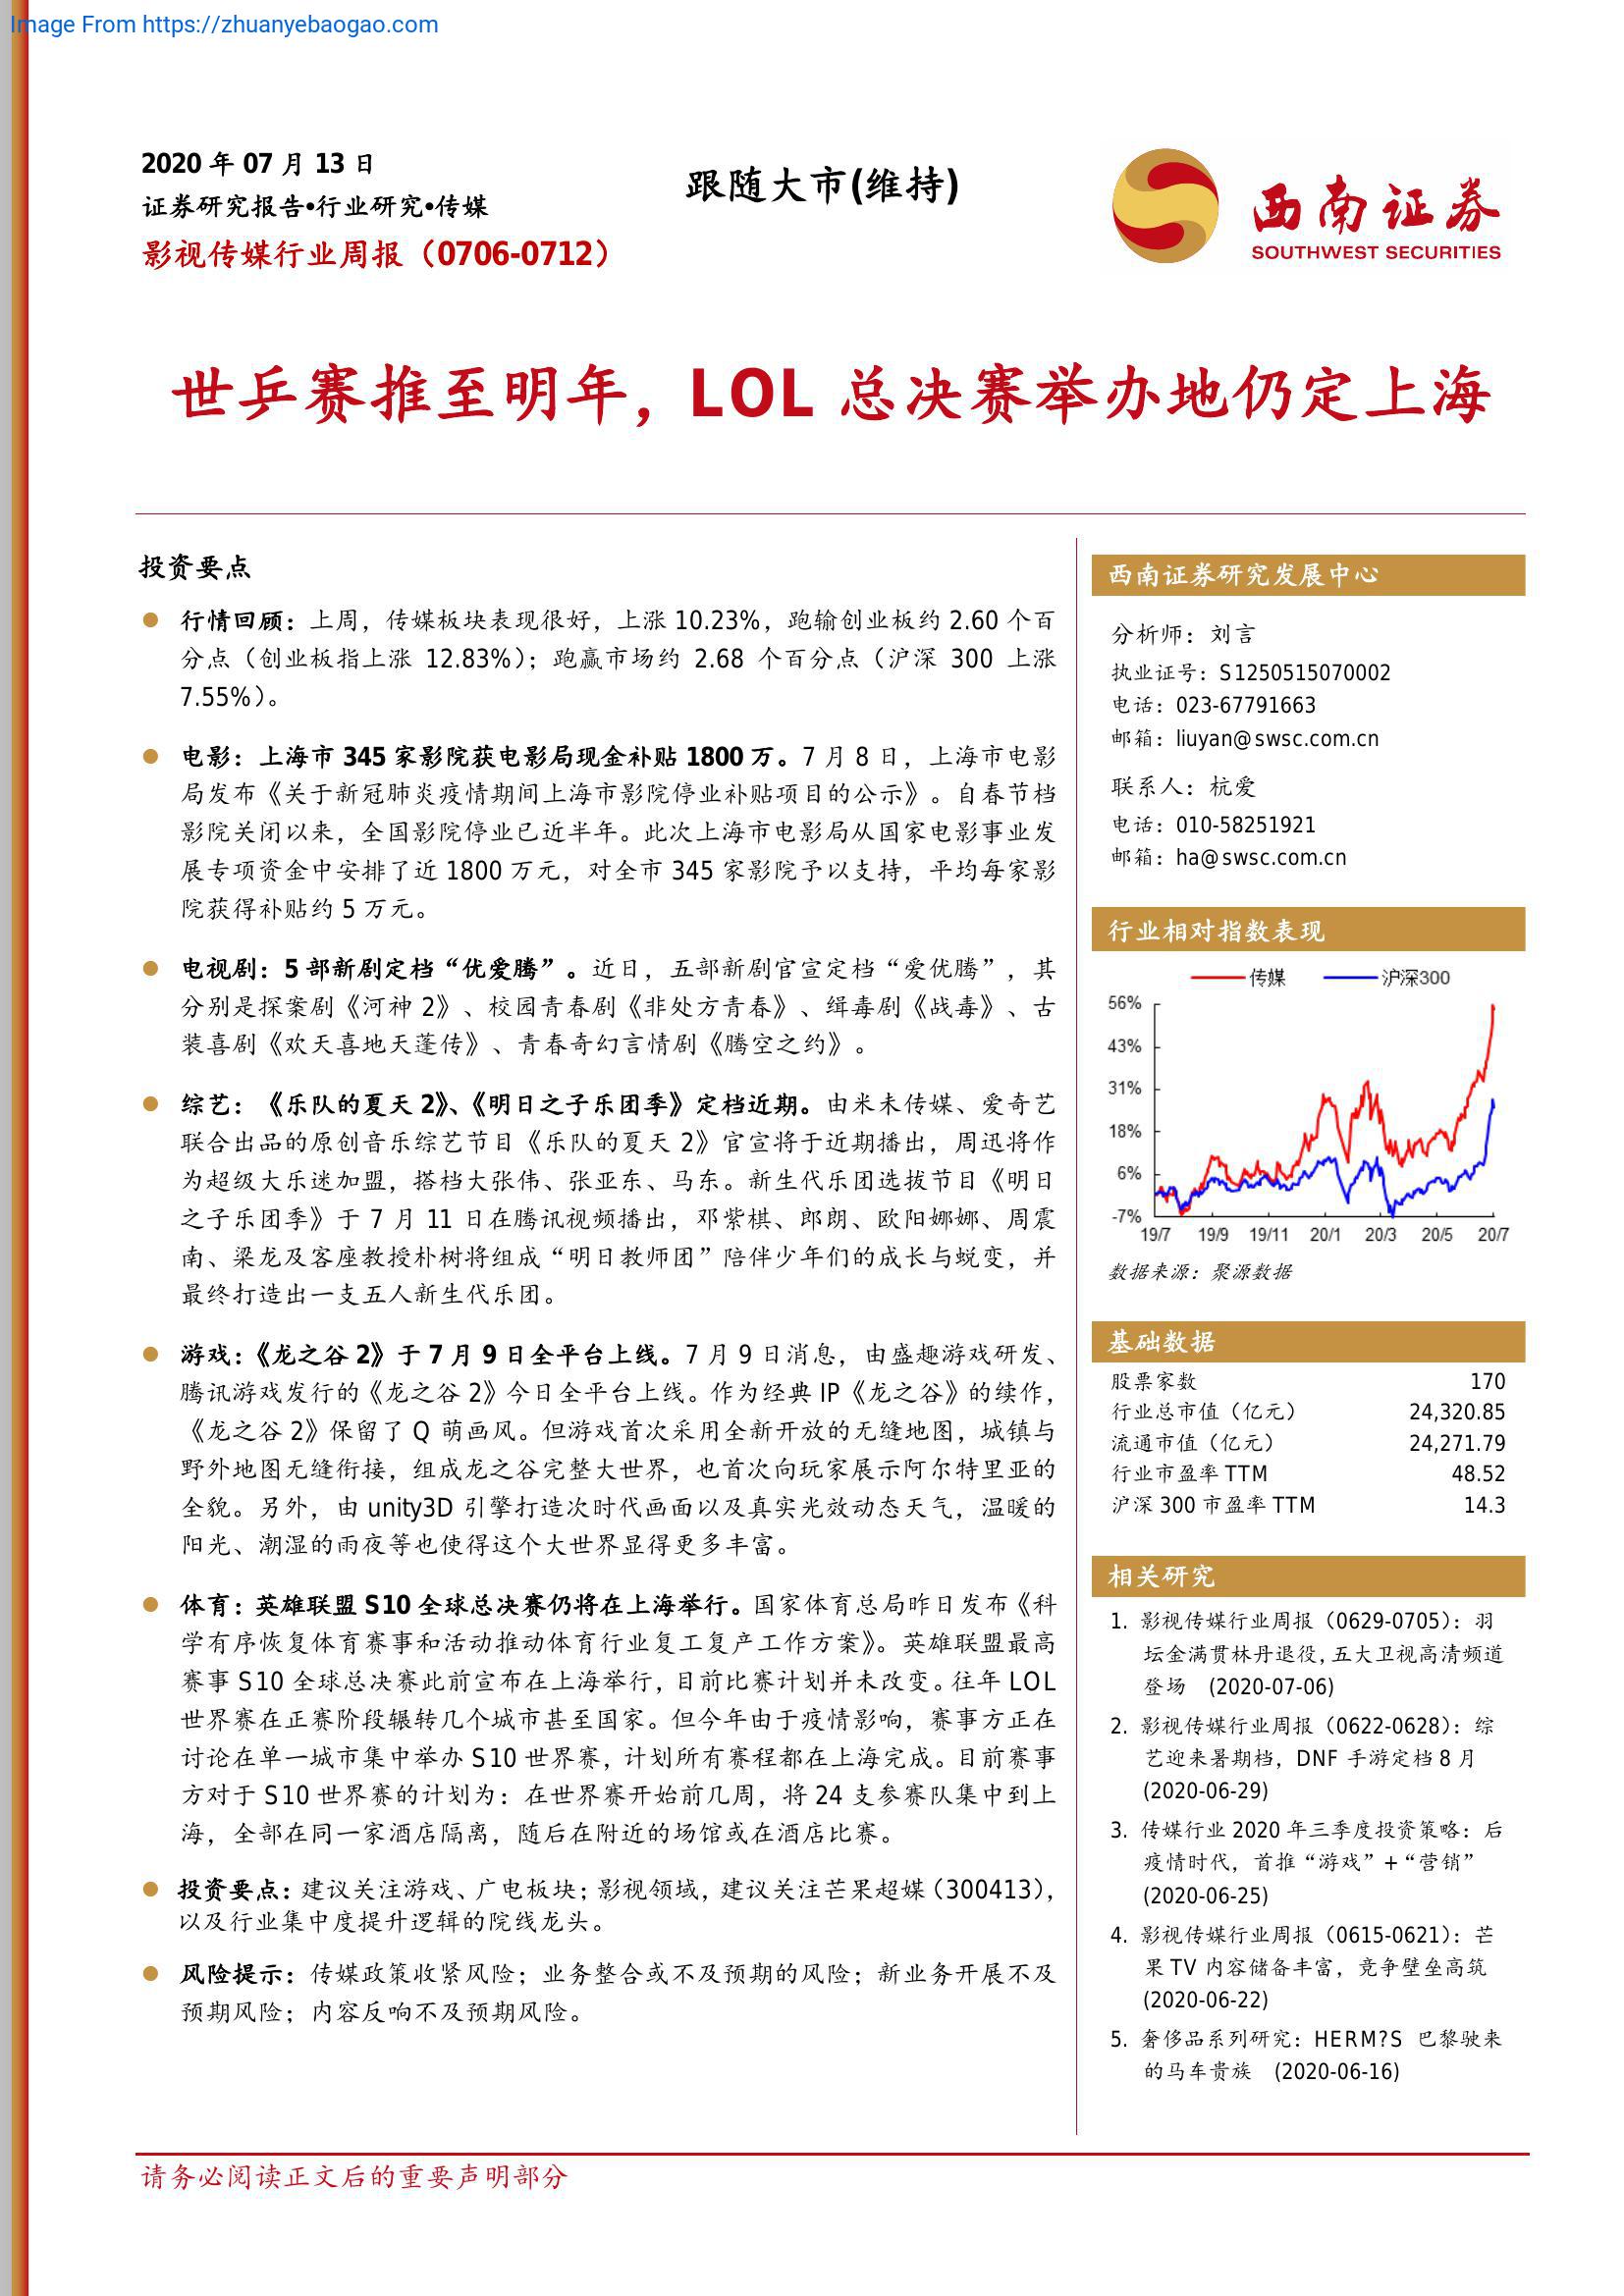 Image From https://zhuanyebaogao.com
2020 年 07 月 13 日
证券研究报告•行业研究•传媒
影视传媒行业周报（0706-0712）
跟随大市(维持)
西南证券
SOUTHWEST SECURITIES
世乒赛推至明年，LOL 总决赛举办地仍定上海
投资要点
行情回顾：上周，传媒板块表现很好，上涨 10.23%，跑输创业板约 2.60 个百
分点（创业板指上涨 12.83%）；跑赢市场约 2.68 个百分点（沪深 300 上涨
7.55%）。
电影：上海市 345 家影院获电影局现金补贴 1800 万。7 月 8 日，上海市电影
局发布《关于新冠肺炎疫情期间上海市影院停业补贴项目的公示》。自春节档
影院关闭以来，全国影院停业已近半年。此次上海市电影局从国家电影事业发
展专项资金中安排了近 1800 万元，对全市 345 家影院予以支持，平均每家影
院获得补贴约 5 万元。
电视剧：5 部新剧定档“优爱腾”。近日，五部新剧官宣定档“爱优腾”，其
分别是探案剧《河神 2》、校园青春剧《非处方青春》、缉毒剧《战毒》、古
装喜剧《欢天喜地天蓬传》、青春奇幻言情剧《腾空之约》。
综艺：《乐队的夏天 2》、《明日之子乐团季》定档近期。由米未传媒、爱奇艺
联合出品的原创音乐综艺节目《乐队的夏天 2》官宣将于近期播出，周迅将作
为超级大乐迷加盟，搭档大张伟、张亚东、马东。新生代乐团选拔节目《明日
之子乐团季》于 7 月 11 日在腾讯视频播出，邓紫棋、郎朗、欧阳娜娜、周震
南、梁龙及客座教授朴树将组成“明日教师团”陪伴少年们的成长与蜕变，并
最终打造出一支五人新生代乐团。
游戏：《龙之谷 2》于 7 月 9 日全平台上线。7 月 9 日消息，由盛趣游戏研发、
腾讯游戏发行的《龙之谷 2》今日全平台上线。作为经典 IP《龙之谷》的续作，
《龙之谷 2》保留了 Q 萌画风。但游戏首次采用全新开放的无缝地图，城镇与
野外地图无缝衔接，组成龙之谷完整大世界，也首次向玩家展示阿尔特里亚的
全貌。另外，由 unity3D 引擎打造次时代画面以及真实光效动态天气，温暖的
阳光、潮湿的雨夜等也使得这个大世界显得更多丰富。
体育：英雄联盟 S10 全球总决赛仍将在上海举行。国家体育总局昨日发布《科
学有序恢复体育赛事和活动推动体育行业复工复产工作方案》。英雄联盟最高
赛事 S10 全球总决赛此前宣布在上海举行，目前比赛计划并未改变。往年 LOL
世界赛在正赛阶段辗转几个城市甚至国家。但今年由于疫情影响，赛事方正在
讨论在单一城市集中举办 S10 世界赛，计划所有赛程都在上海完成。目前赛事
方对于 S10 世界赛的计划为：在世界赛开始前几周，将 24 支参赛队集中到上
海，全部在同一家酒店隔离，随后在附近的场馆或在酒店比赛。
投资要点：建议关注游戏、广电板块；影视领域，建议关注芒果超媒（300413），
以及行业集中度提升逻辑的院线龙头。
风险提示：传媒政策收紧风险；业务整合或不及预期的风险；新业务开展不及
预期风险；内容反响不及预期风险。
西南证券研究发展中心
分析师：刘言
执业证号：S1250515070002
电话：023-67791663
邮箱：liuyan@swsc.com.cn
联系人：杭爱
电话：010-58251921
邮箱：ha@swsc.com.cn
行业相对指数表现
传媒 沪深300
56%
43%
31%
18%
6%
-7%
19/7 19/9 19/11 20/1 20/3 20/5 20/7
数据来源：聚源数据
基础数据
股票家数 170
行业总市值（亿元） 24,320.85
流通市值（亿元） 24,271.79
行业市盈率 TTM 48.52
沪深 300 市盈率 TTM 14.3
相关研究
1. 影视传媒行业周报（0629-0705）：羽
坛金满贯林丹退役，五大卫视高清频道
登场 (2020-07-06)
2. 影视传媒行业周报（0622-0628）：综
艺迎来暑期档，DNF 手游定档 8 月
(2020-06-29)
3. 传媒行业 2020 年三季度投资策略：后
疫情时代，首推“游戏”+“营销”
(2020-06-25)
4. 影视传媒行业周报（0615-0621）：芒
果 TV 内容储备丰富，竞争壁垒高筑
(2020-06-22)
5. 奢侈品系列研究：HERM?S 巴黎驶来
的马车贵族 (2020-06-16)
请务必阅读正文后的重要声明部分